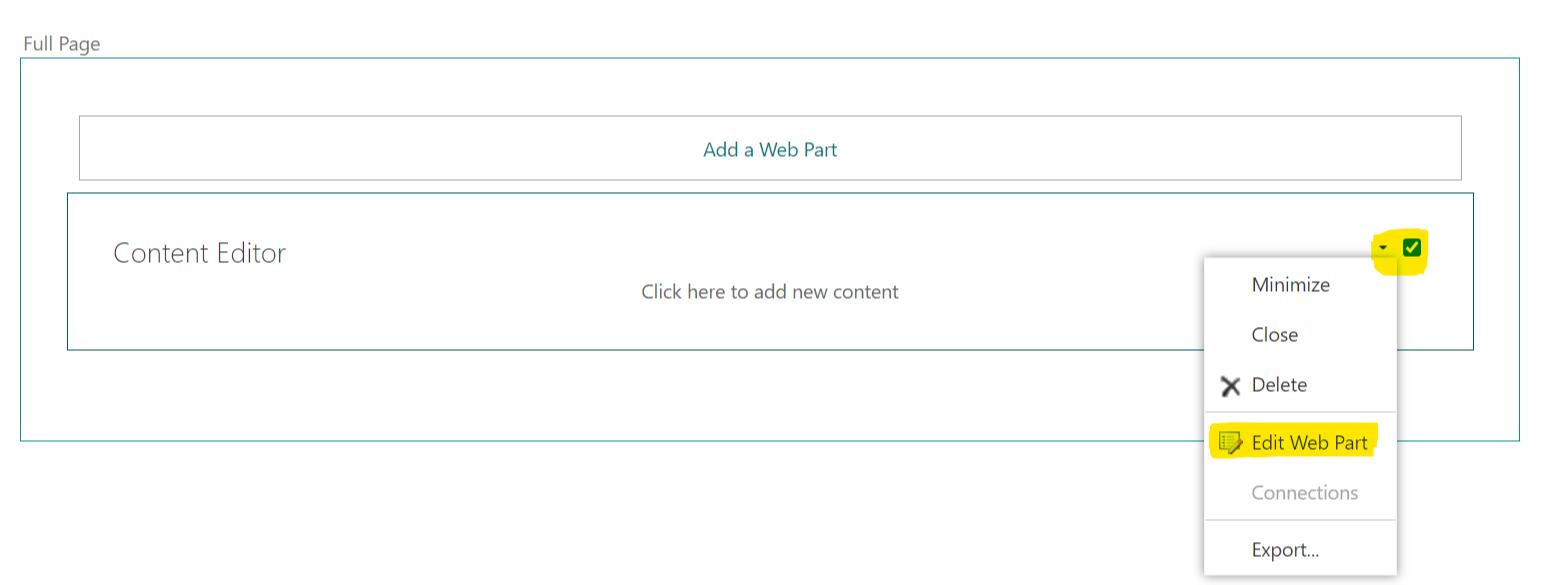 Full Page
Add a Web Part
Content Editor
Click here to add new content
Minimize
Close
Delete
Edit Web Part
Connections
Export...